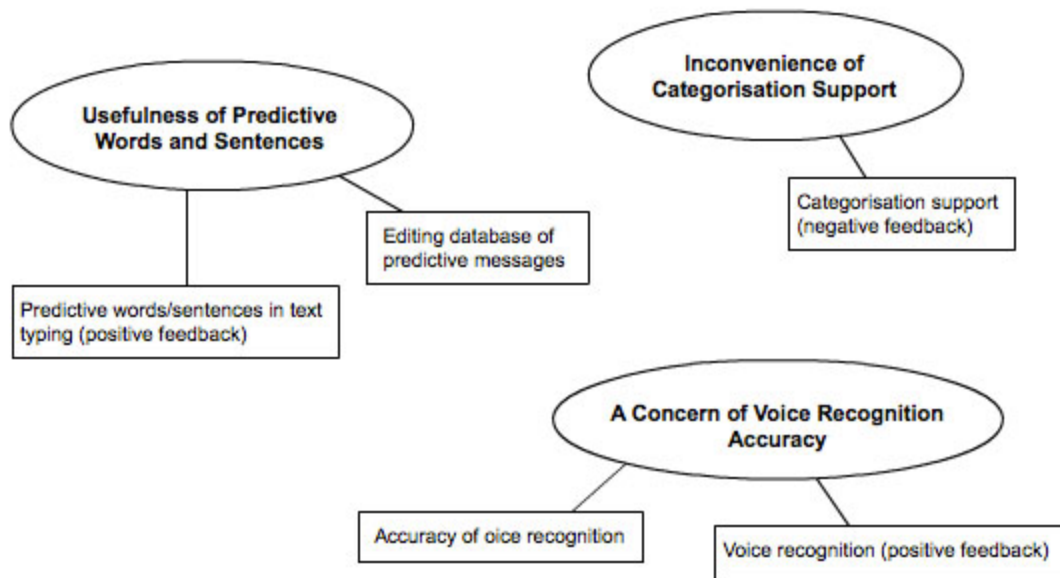 Usefulness of Predictive
Words and Sentences
Inconvenience of
Categorisation Support
Editing database of
predictive messages
Categorisation support
(negative feedback)
Predictive words/sentences in text
typing (positive feedback)
A Concern of Voice Recognition
Accuracy
Accuracy of oice recognition
Voice recognition (positive feedback)